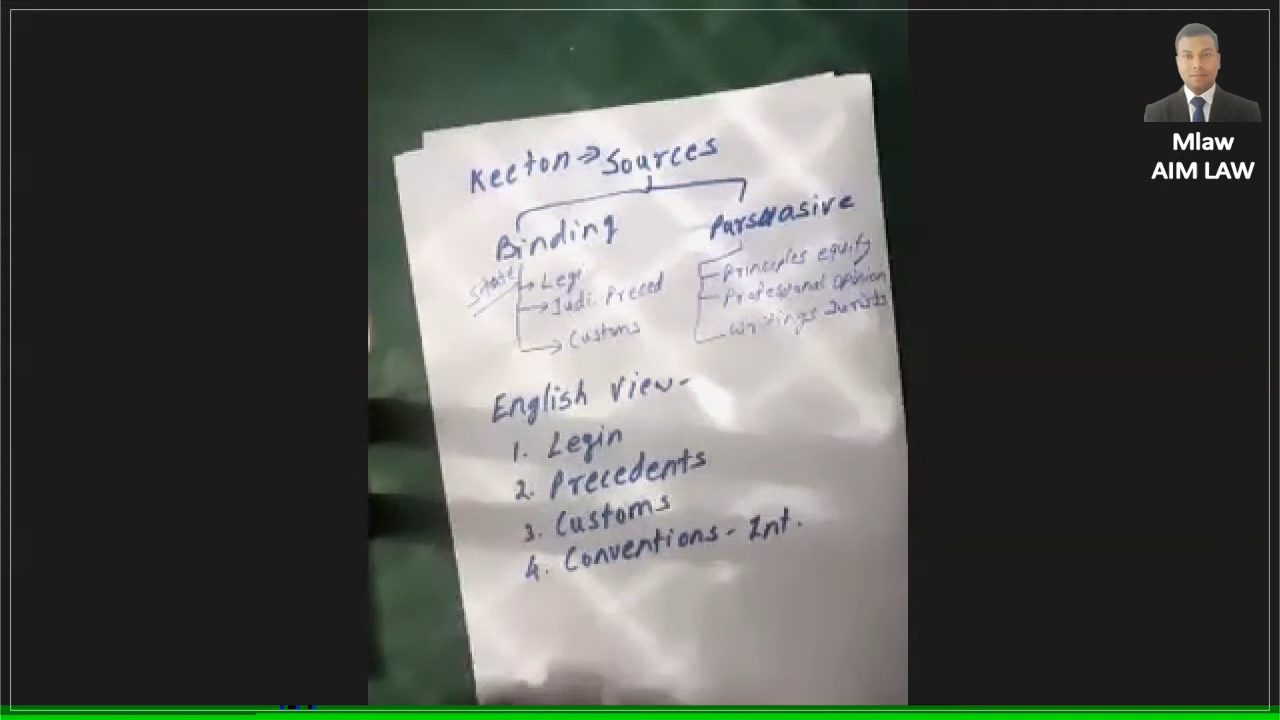 Keeton → Sources
Binding
Parsuasive
State
Legi
Judi. Preced
Customs
Principles equity
Professional opinion
Writings Jurists
English View-
1. Legin
2. Precedents
3. Customs
4. Conventions - Int.
Mlaw
AIM LAW